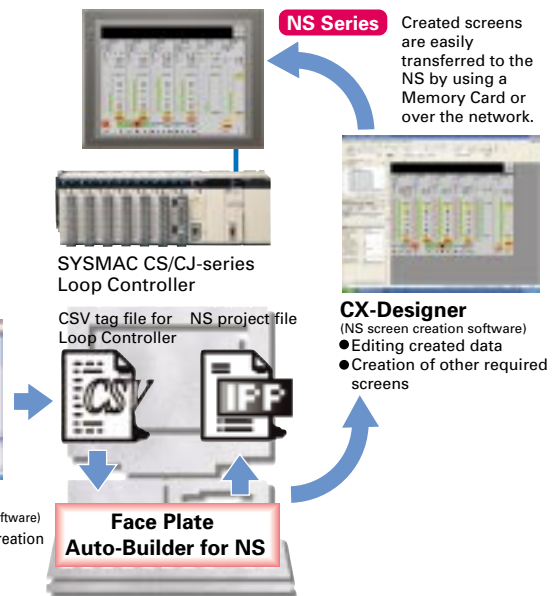 NS Series
Created screens
are easily
transferred to the
NS by using a
Memory Card or
over the network.
SYSMAC CS/CJ-series
Loop Controller
CX-Designer
(NS screen creation software)
●Editing created data
●Creation of other required
screens
CSV tag file for
Loop Controller
NS project file
CSV
IPP
Face Plate
Auto-Builder for NS